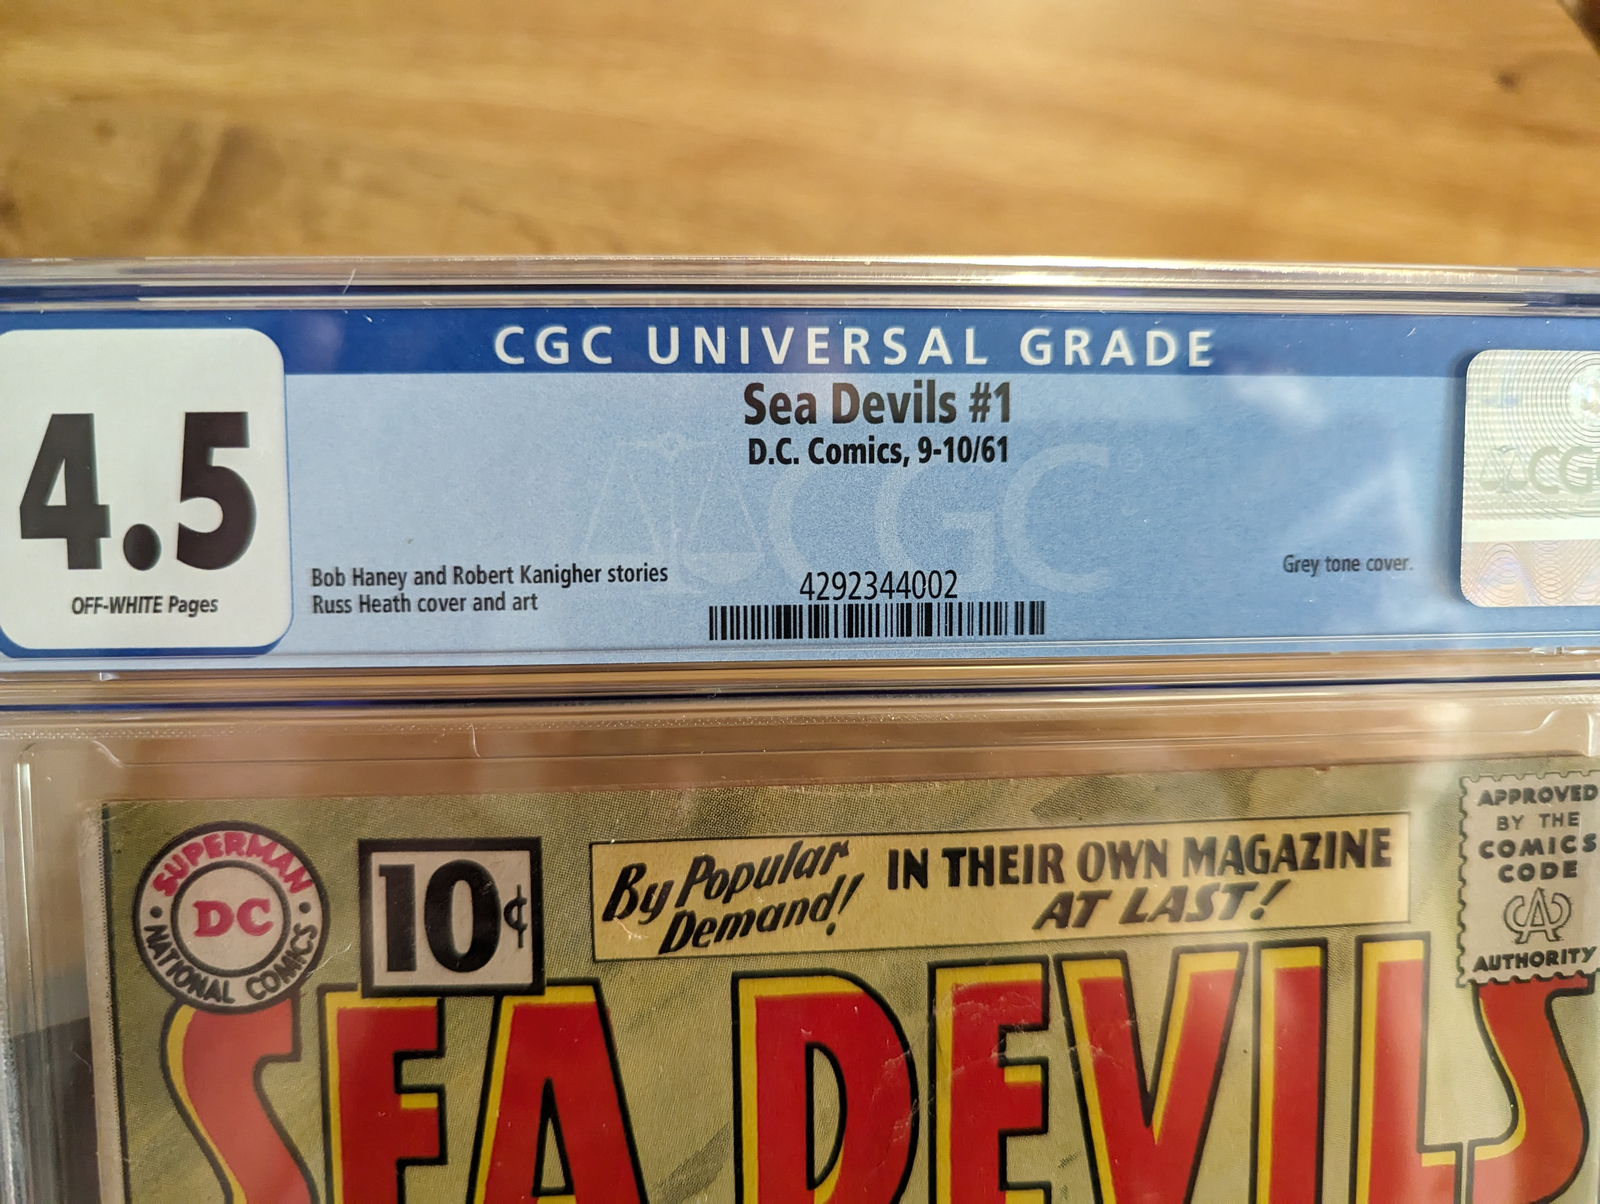 CGC UNIVERSAL GRADE
4.5
OFF-WHITE Pages
Sea Devils #1
D.C. Comics, 9-10/61
CGC
Bob Haney and Robert Kanigher stories
Russ Heath cover and art
4292344002
Grey tone cover.
CGC
SUPERMAN
DC
NATIONAL COMICS
10¢
By Popular
Demand!
IN THEIR OWN MAGAZINE
AT LAST!
APPROVED
BY THE
COMICS
CODE
CA
AUTHORITY
SEA DEVILS